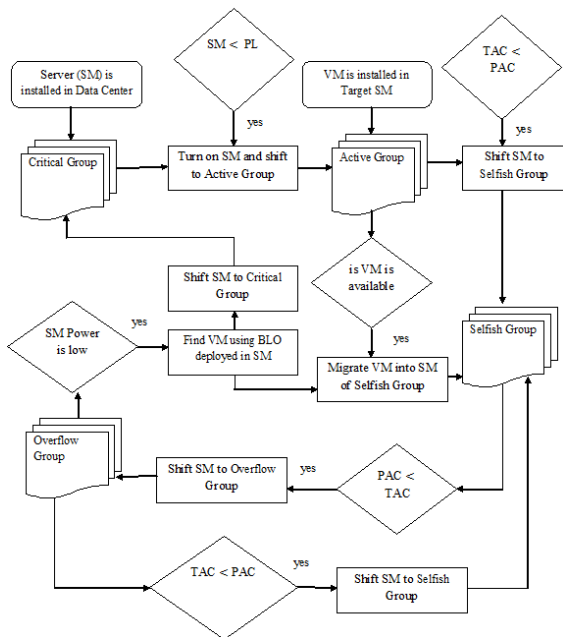 SM < PL
TAC <
PAC
Server (SM) is
installed in Data Center
VM is installed in
Target SM
yes
yes
Critical Group
Turn on SM and shift
to Active Group
Active Group
Shift SM to
Selfish Group
Shift SM to Critical
Group
is VM is
available
SM Power
is low
yes
Find VM using BLO
deployed in SM
yes
Migrate VM into SM
of Selfish Group
Selfish Group
Overflow
Group
Shift SM to Overflow
Group
yes
PAC <
TAC
TAC < PAC
yes
Shift SM to Selfish
Group